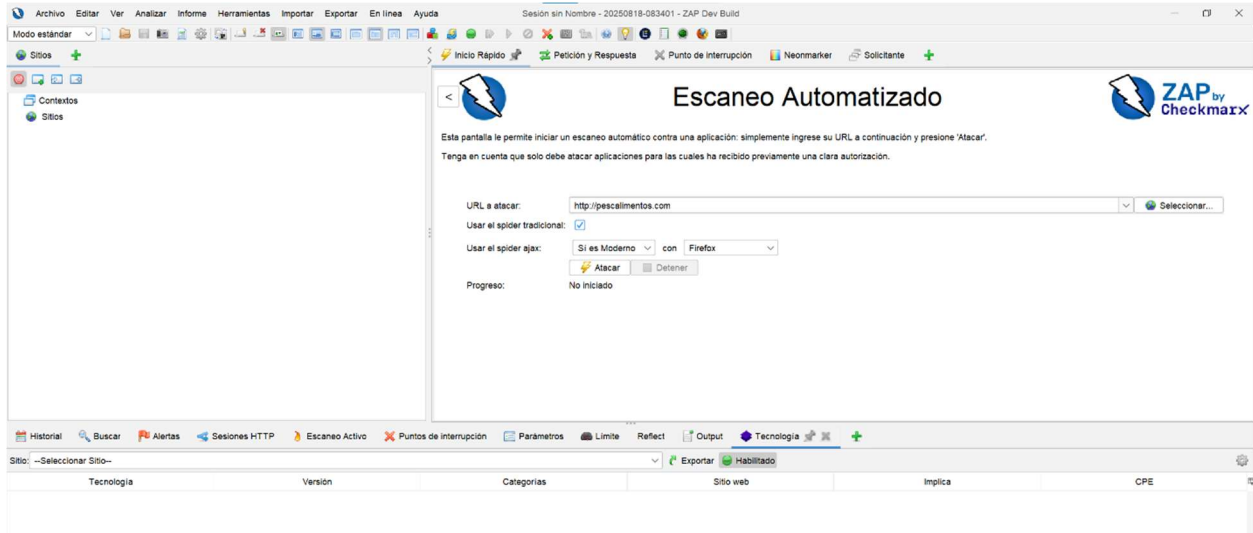 Archivo Editar Ver Analizar Informe Herramientas Importar Exportar En línea Ayuda
Sesión sin Nombre - 20250818-083401 - ZAP Dev Build
Modo estándar
Sitios
Inicio Rápido Petición y Respuesta Punto de interrupción Neonmarker Solicitante
Contextos
Sitios
<
Escaneo Automatizado
ZAP by
Checkmarx
Esta pantalla le permite iniciar un escaneo automático contra una aplicación: simplemente ingrese su URL a continuación y presione 'Atacar'.
Tenga en cuenta que solo debe atacar aplicaciones para las cuales ha recibido previamente una clara autorización.
URL a atacar: http://pescalimentos.com Seleccionar...
Usar el spider tradicional:
Usar el spider ajax: Si es Moderno con Firefox
Atacar Detener
Progreso: No iniciado
Historial Buscar Alertas Sesiones HTTP Escaneo Activo Puntos de interrupción Parámetros Límite Reflect Output Tecnología
Sitio: --Seleccionar Sitio-- Exportar Habilitado
Tecnología Versión Categorías Sitio web Implica CPE